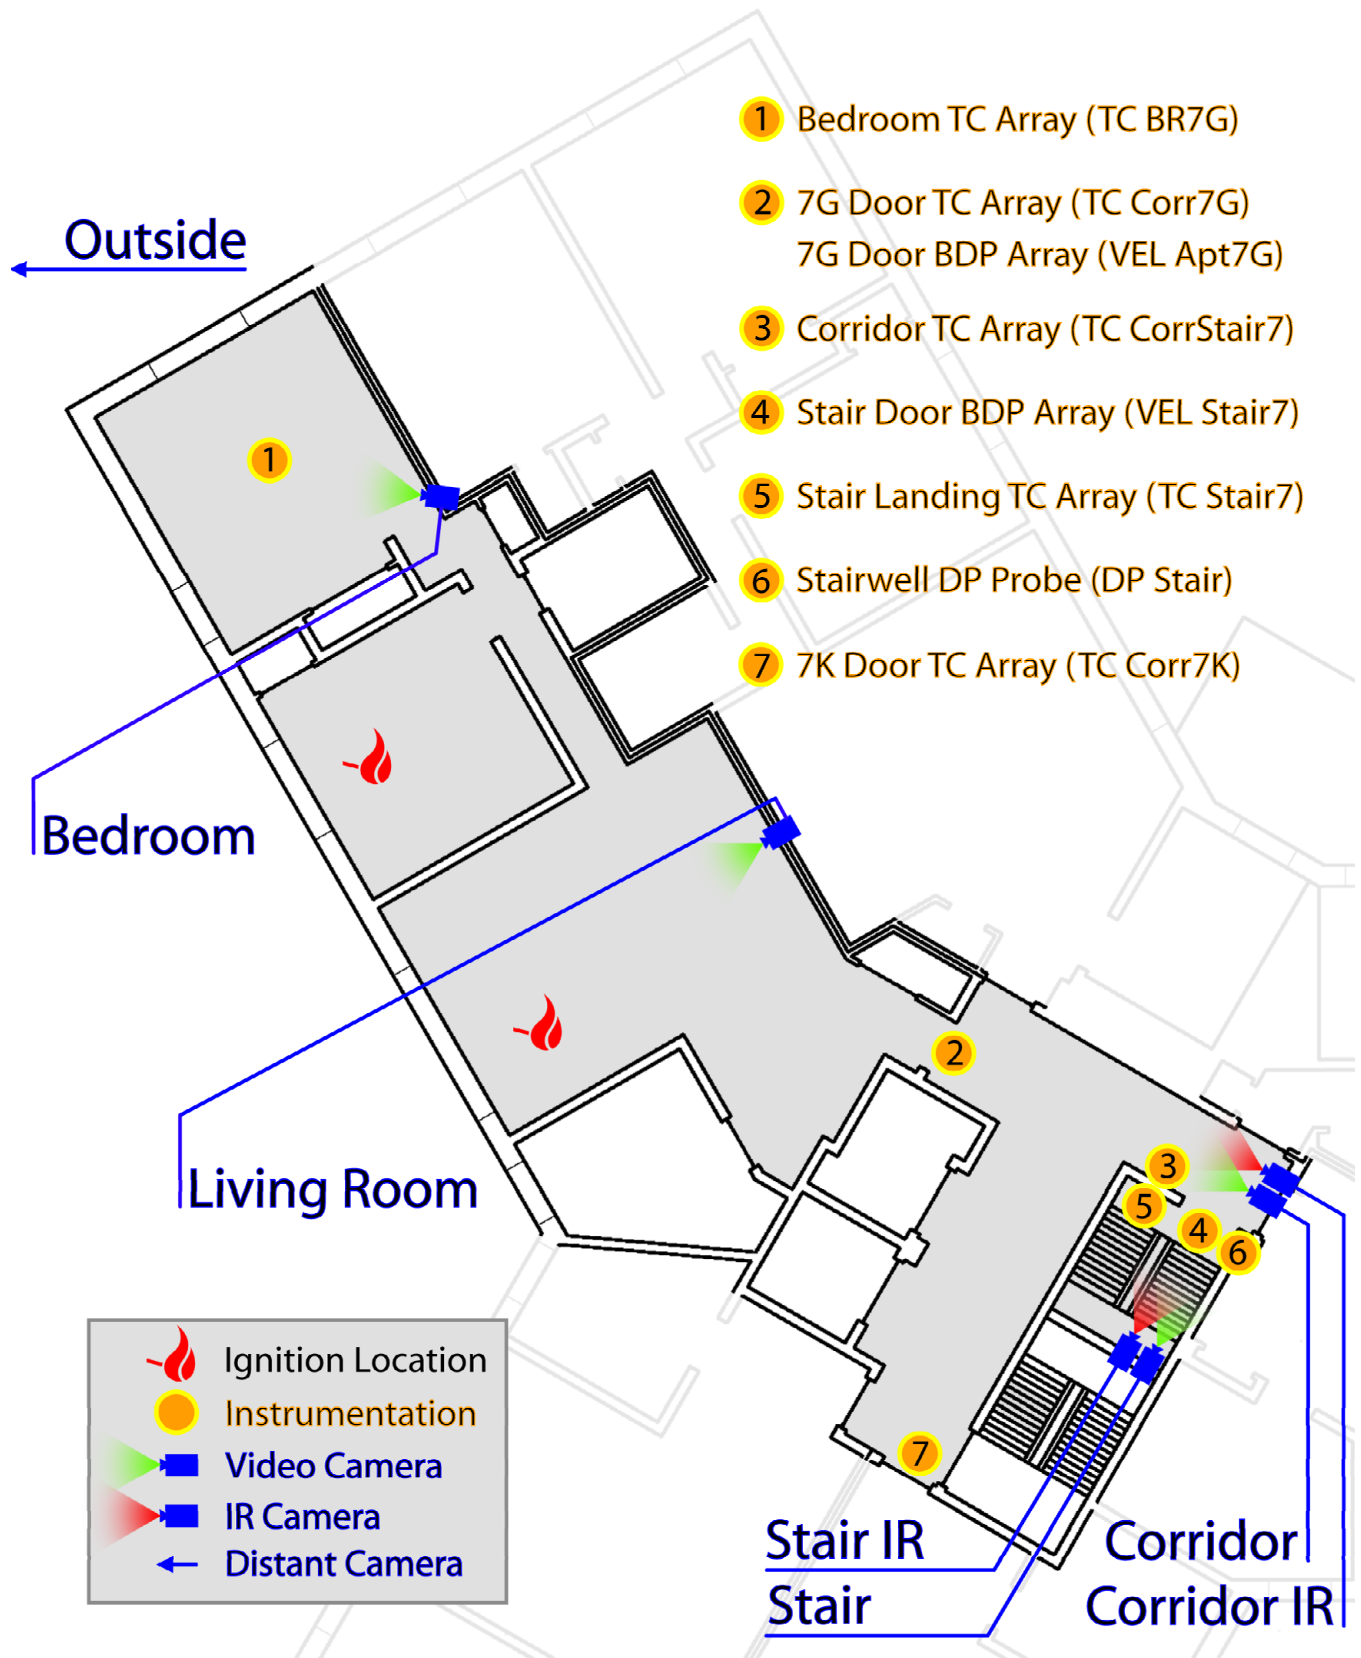 1 Bedroom TC Array (TC BR7G)
2 7G Door TC Array (TC Corr7G)
7G Door BDP Array (VEL Apt7G)
3 Corridor TC Array (TC CorrStair7)
4 Stair Door BDP Array (VEL Stair7)
5 Stair Landing TC Array (TC Stair7)
6 Stairwell DP Probe (DP Stair)
7 7K Door TC Array (TC Corr7K)
Outside
1
Bedroom
2
Living Room
3
5
4
6
7
Ignition Location
Instrumentation
Video Camera
IR Camera
Distant Camera
Stair IR
Stair
Corridor
Corridor IR